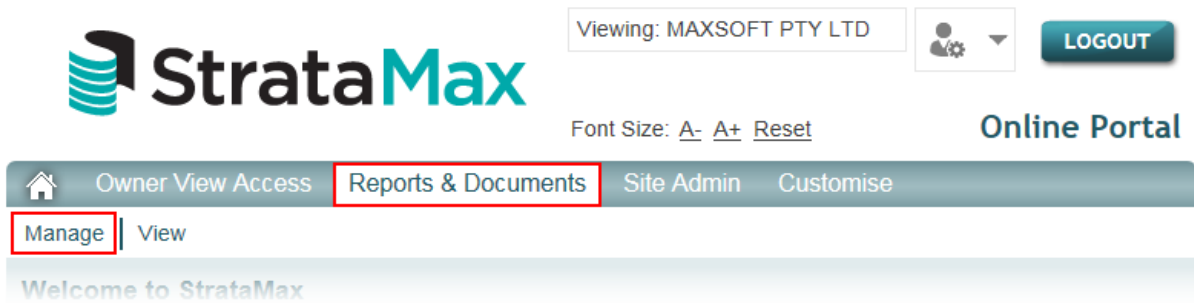 Viewing: MAXSOFT PTY LTD
LOGOUT
StrataMax
Font Size: A- A+ Reset
Online Portal
Owner View Access Reports & Documents Site Admin Customise
Manage View
Welcome to StrataMax